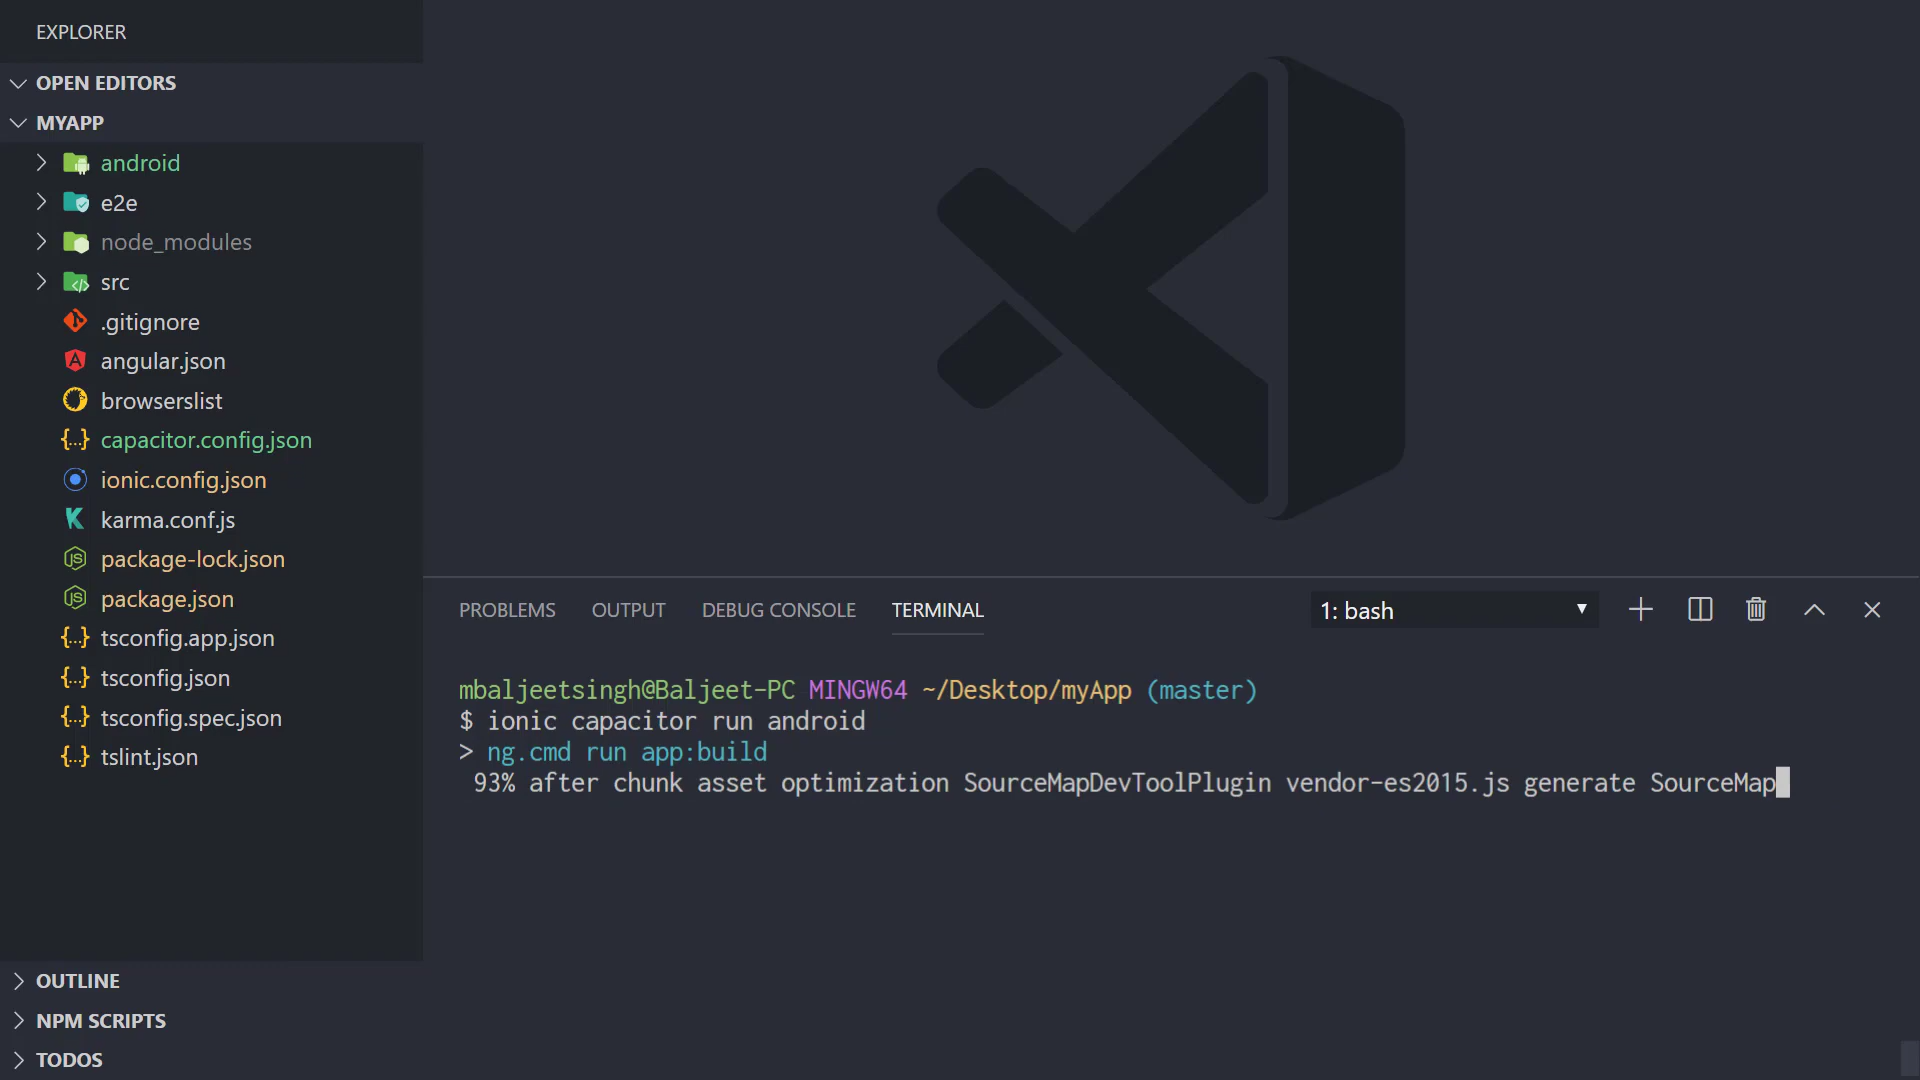 EXPLORER
OPEN EDITORS
MYAPP
android
e2e
node_modules
src
.gitignore
angular.json
browserslist
capacitor.config.json
ionic.config.json
karma.conf.js
package-lock.json
package.json
tsconfig.app.json
tsconfig.json
tsconfig.spec.json
tslint.json
OUTLINE
NPM SCRIPTS
TODOS
PROBLEMS OUTPUT DEBUG CONSOLE TERMINAL 1: bash
mbaljeetsingh@Baljeet-PC MINGW64 ~/Desktop/myApp (master)
$ ionic capacitor run android
> ng.cmd run app:build
93% after chunk asset optimization SourceMapDevToolPlugin vendor-es2015.js generate SourceMap